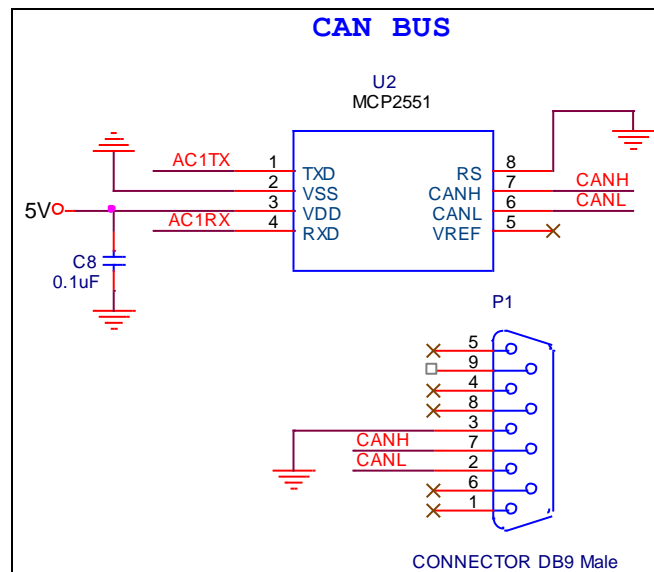 CAN BUS
U2
MCP2551
AC1TX 1 TXD RS 8
2 VSS CANH 7 CANH
5V 3 VDD CANL 6 CANL
AC1RX 4 RXD VREF 5
C8
0.1uF
P1
5
9
4
8
3
CANH 7
CANL 2
6
1
CONNECTOR DB9 Male